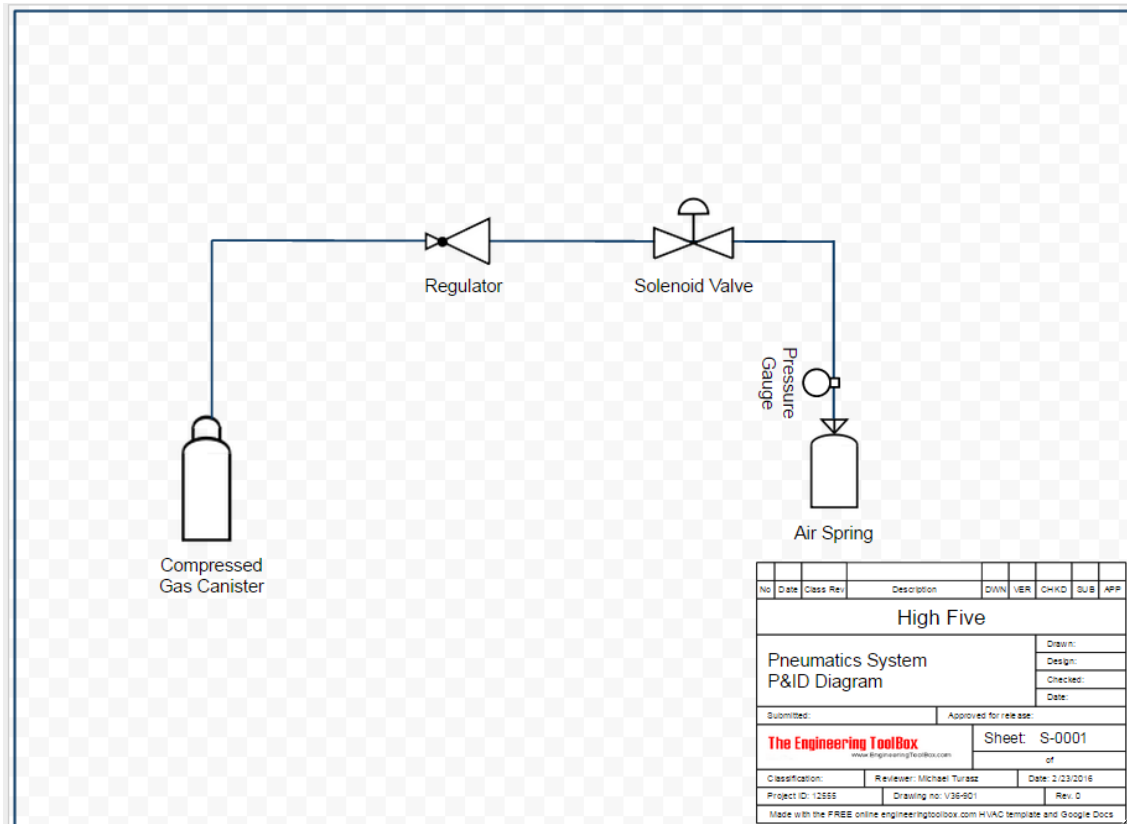 Regulator
Solenoid Valve
Pressure
Gauge
Compressed
Gas Canister
Air Spring
No Date Class Rev Description DWN VER CHKD SUB APP
High Five
Pneumatics System
P&ID Diagram
Drawn:
Design:
Checked:
Date:
Submitted: Approved for release:
The Engineering ToolBox
www.EngineeringToolBox.com
Sheet: S-0001
of
Classification: Reviewer: Michael Turasz Date: 2/23/2016
Project ID: 12555 Drawing no: V36-901 Rev. 0
Made with the FREE online engineeringtoolbox.com HVAC template and Google Docs